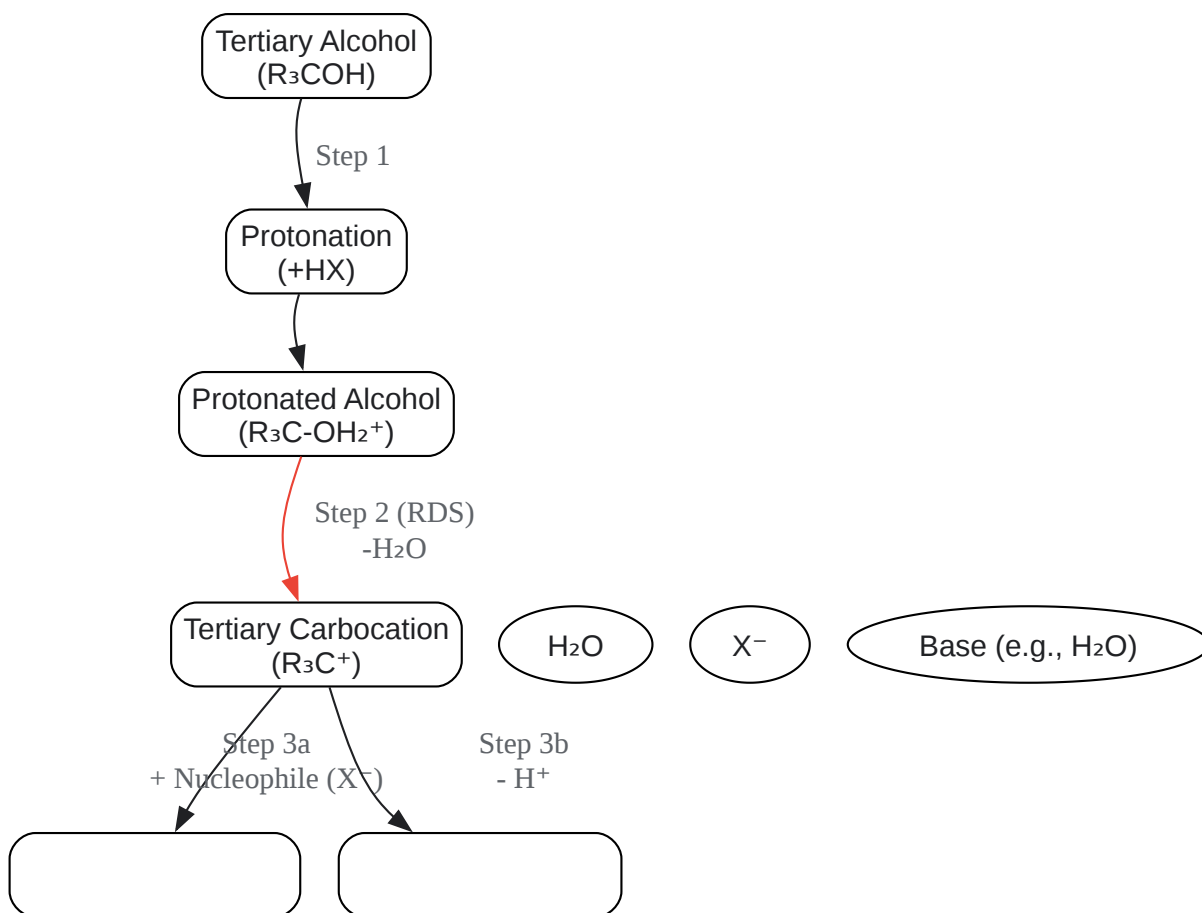 Tertiary Alcohol
(R₃COH)
Step 1
Protonation
(+HX)
Protonated Alcohol
(R₃C-OH₂⁺)
Step 2 (RDS)
-H₂O
Tertiary Carbocation
(R₃C⁺)
H₂O
X⁻
Base (e.g., H₂O)
Step 3a
+ Nucleophile (X⁻)
Step 3b
- H⁺